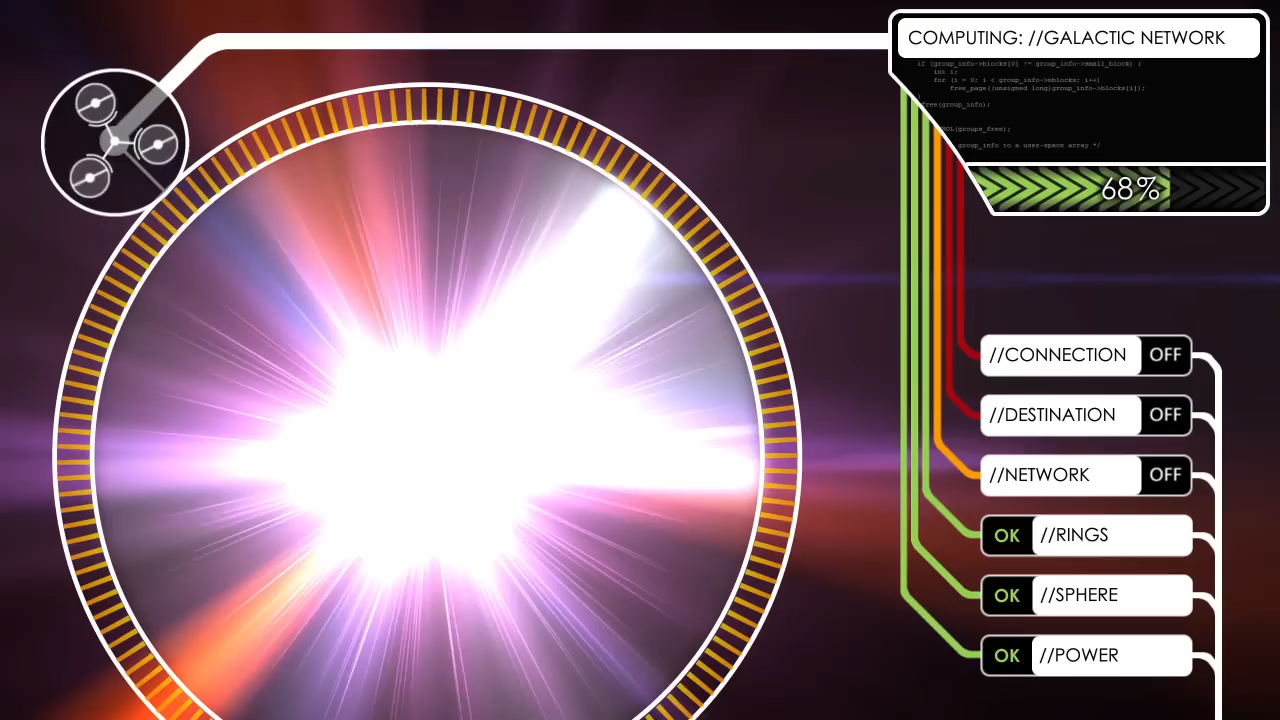 COMPUTING: //GALACTIC NETWORK
if (group_info->blocks[0] != group_info->small_block) {
int i;
for (i = 0; i < group_info->nblocks; i++)
free_page((unsigned long)group_info->blocks[i]);
}
free(group_info);
(groups_free);
group_info to a user-space array */
68%
//CONNECTION OFF
//DESTINATION OFF
//NETWORK OFF
OK //RINGS
OK //SPHERE
OK //POWER